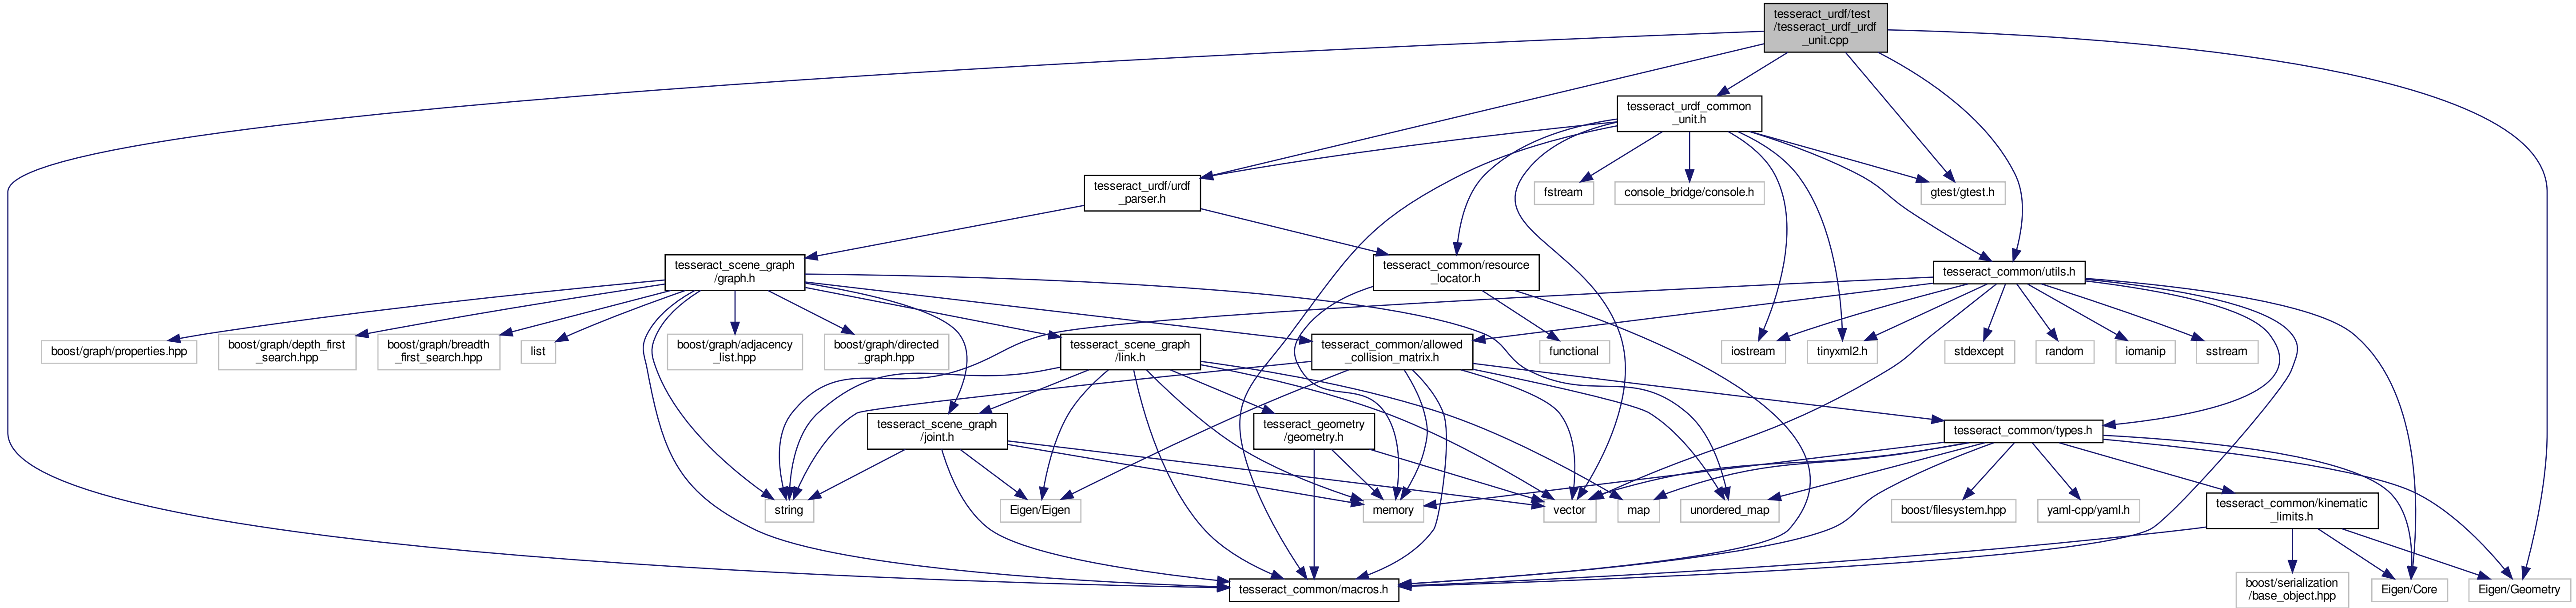 tesseract_urdf/test
/tesseract_urdf_urdf
_unit.cpp
tesseract_urdf_common
_unit.h
tesseract_urdf/urdf
_parser.h
fstream
console_bridge/console.h
gtest/gtest.h
tesseract_scene_graph
/graph.h
tesseract_common/resource
_locator.h
tesseract_common/utils.h
boost/graph/properties.hpp
boost/graph/depth_first
_search.hpp
boost/graph/breadth
_first_search.hpp
list
boost/graph/adjacency
_list.hpp
boost/graph/directed
_graph.hpp
tesseract_scene_graph
/link.h
tesseract_common/allowed
_collision_matrix.h
functional
iostream
tinyxml2.h
stdexcept
random
iomanip
sstream
tesseract_scene_graph
/joint.h
tesseract_geometry
/geometry.h
tesseract_common/types.h
string
Eigen/Eigen
memory
vector
map
unordered_map
boost/filesystem.hpp
yaml-cpp/yaml.h
tesseract_common/kinematic
_limits.h
tesseract_common/macros.h
boost/serialization
/base_object.hpp
Eigen/Core
Eigen/Geometry